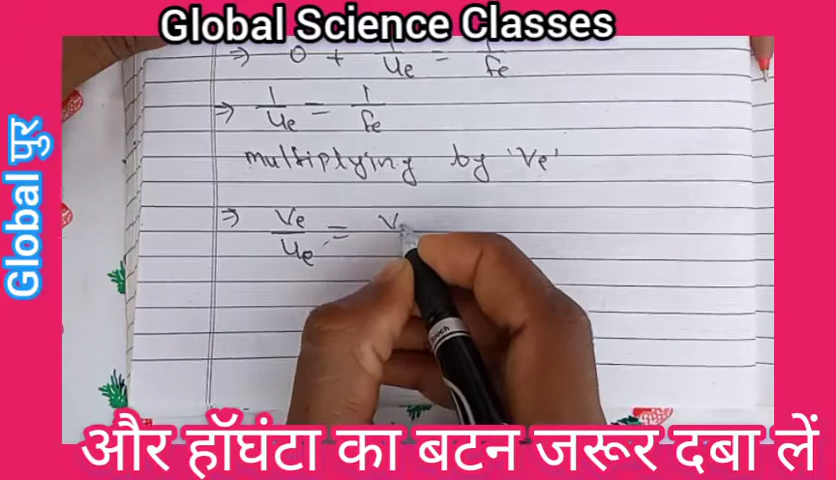 Global Science Classes
Global पुर
⇒ 0 + 1/ue = 1/fe
⇒ 1/ue = 1/fe
multiplying by 've'
⇒ ve/ue = v
और हॉघंटा का बटन जरूर दबा लें